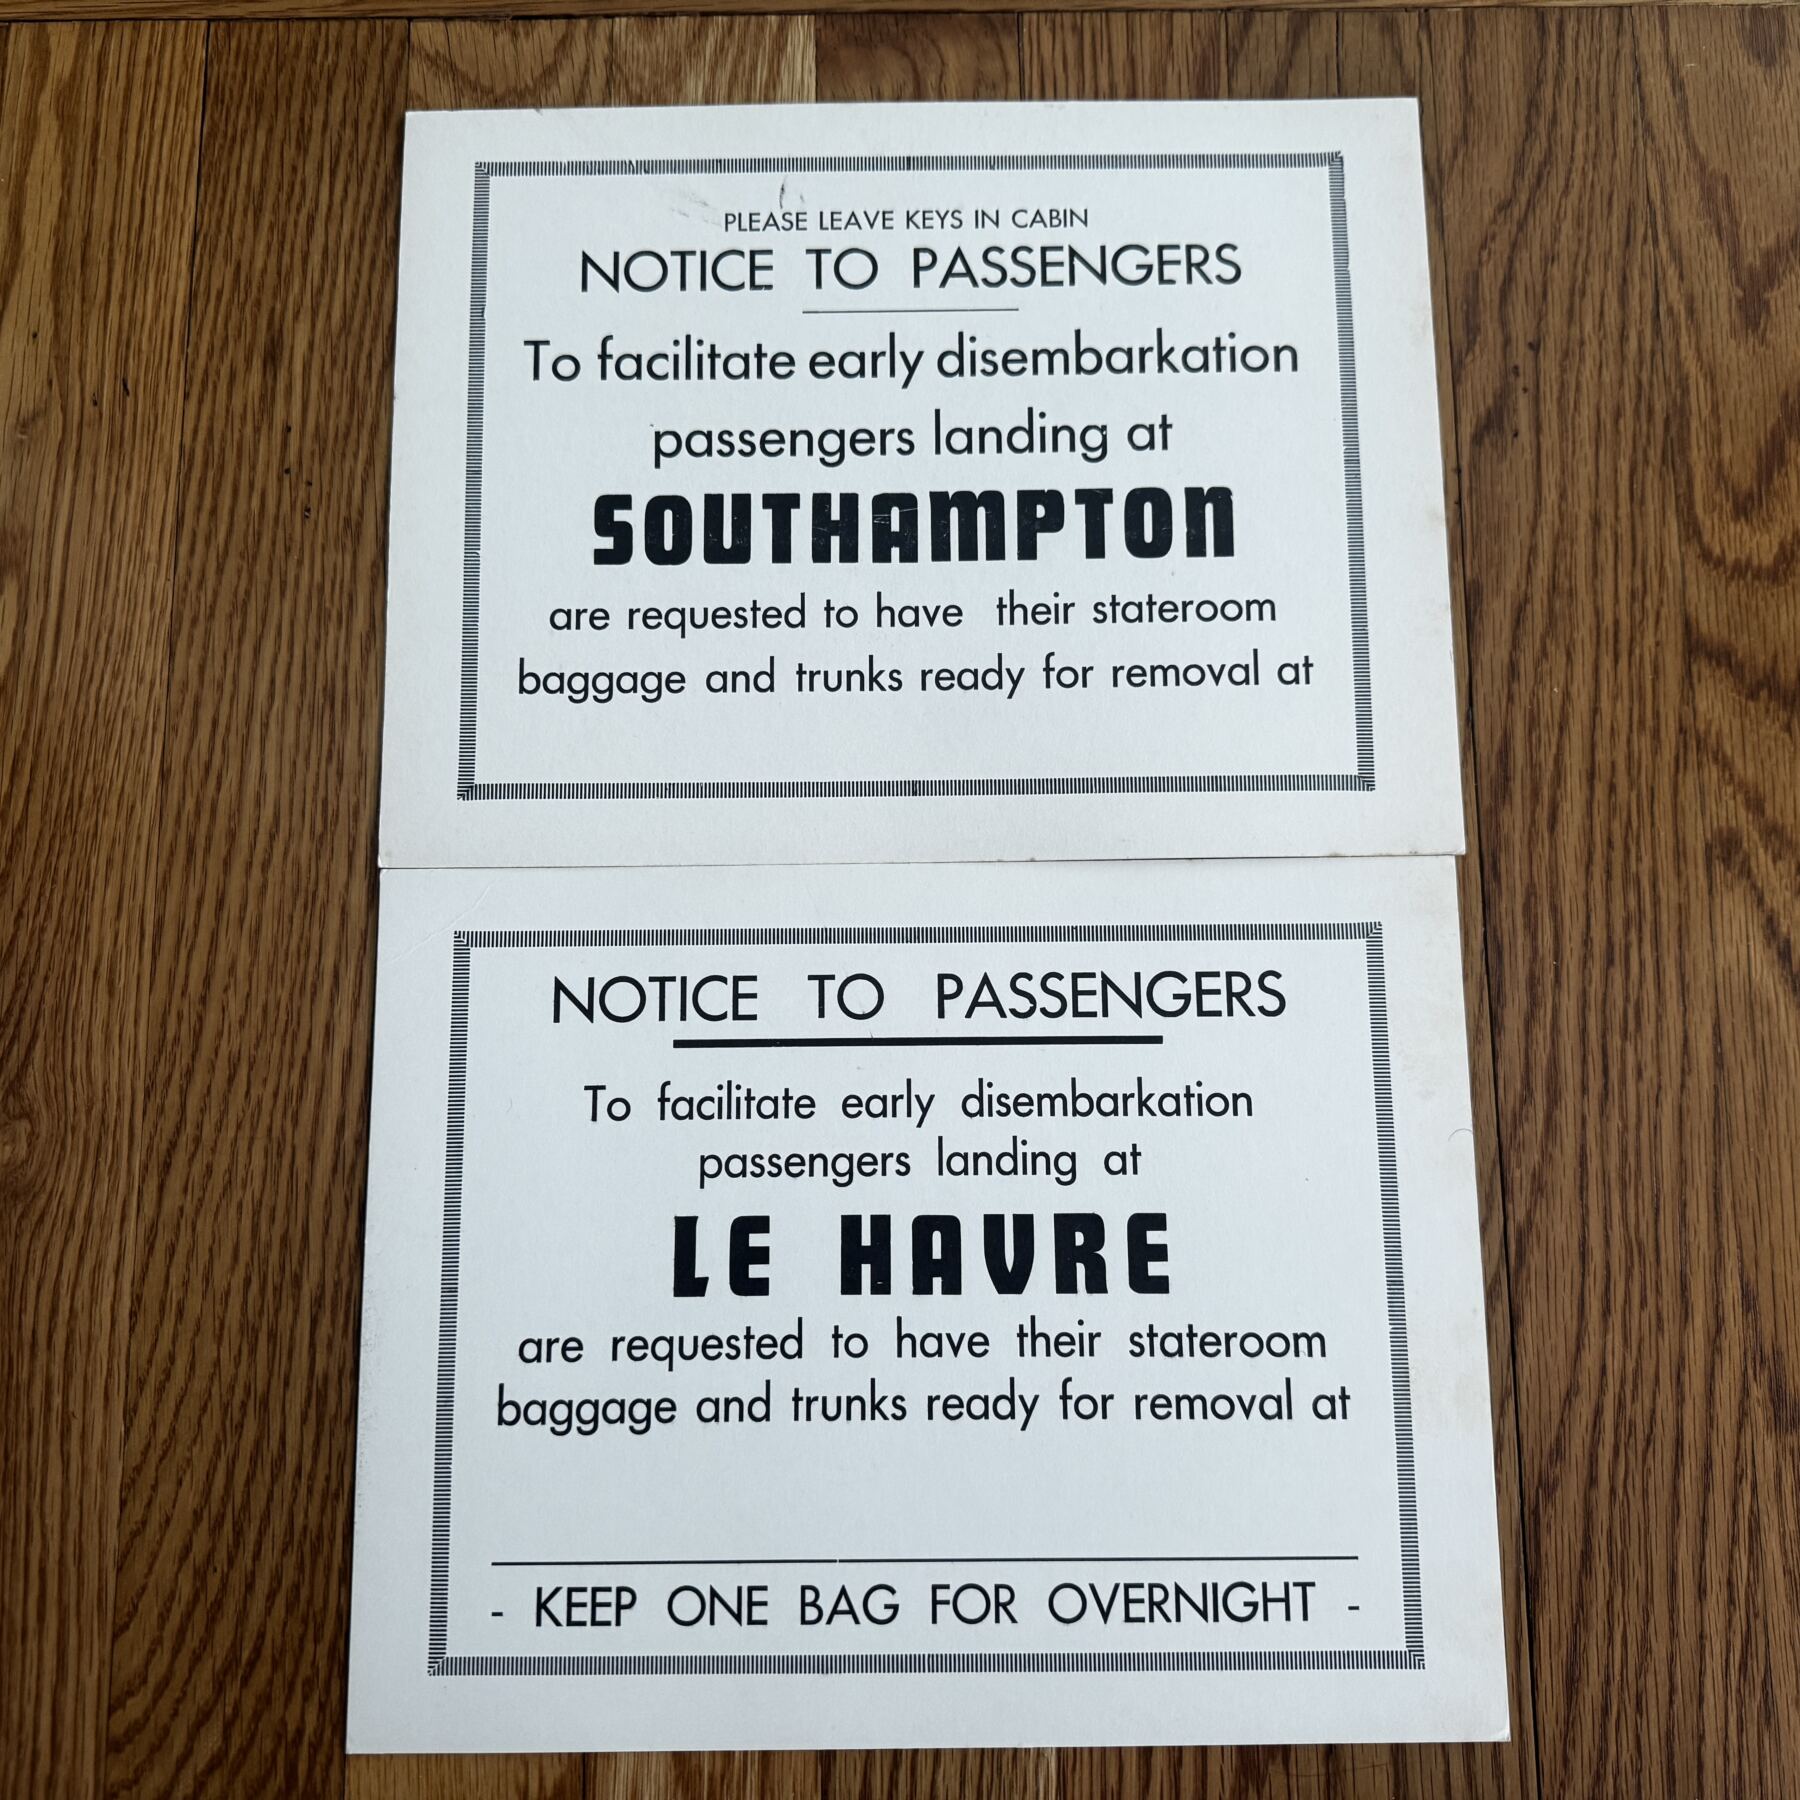 PLEASE LEAVE KEYS IN CABIN
NOTICE TO PASSENGERS
To facilitate early disembarkation
passengers landing at
SOUTHAMPTON
are requested to have their stateroom
baggage and trunks ready for removal at
NOTICE TO PASSENGERS
To facilitate early disembarkation
passengers landing at
LE HAVRE
are requested to have their stateroom
baggage and trunks ready for removal at
- KEEP ONE BAG FOR OVERNIGHT -